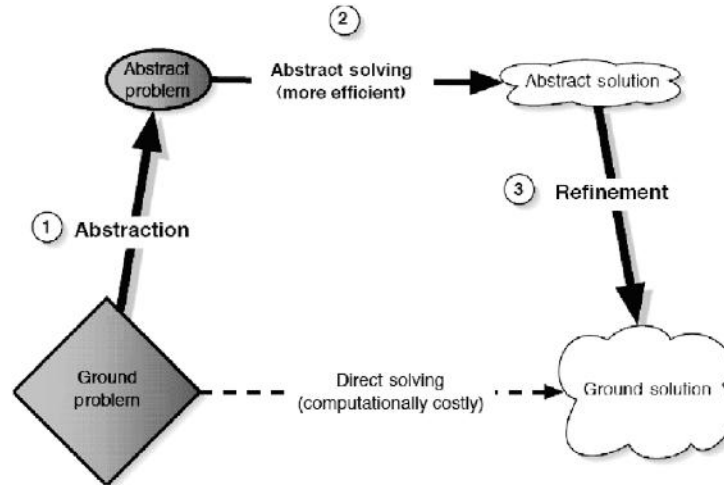 2
Abstract
problem
Abstract solving
(more efficient)
Abstract solution
1
Abstraction
3
Refinement
Ground
problem
Direct solving
(computationally costly)
Ground solution